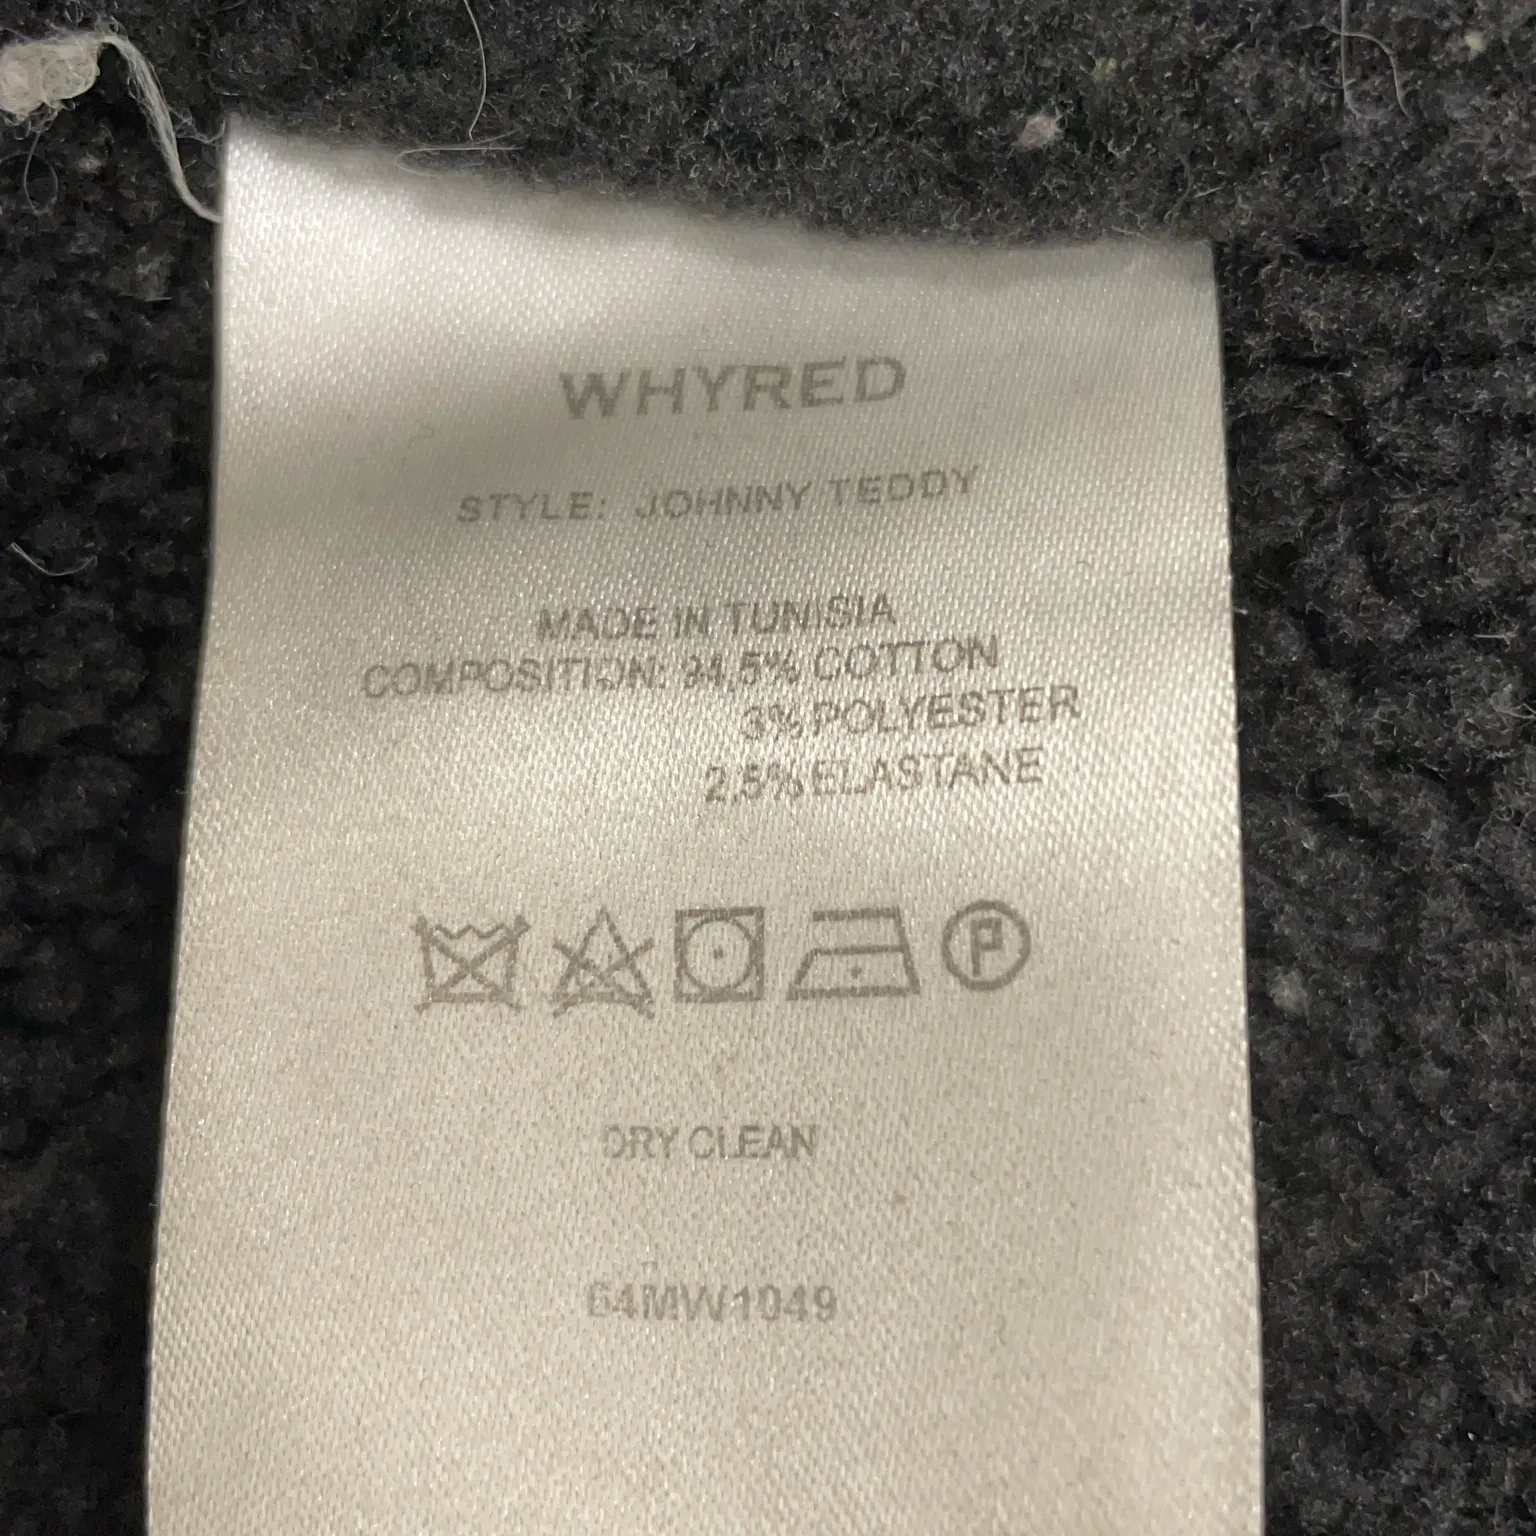 WHYRED
STYLE: JOHNNY TEDDY
MADE IN TUNISIA
COMPOSITION: 94,5% COTTON
3% POLYESTER
2,5% ELASTANE
P
DRY CLEAN
64MW1049